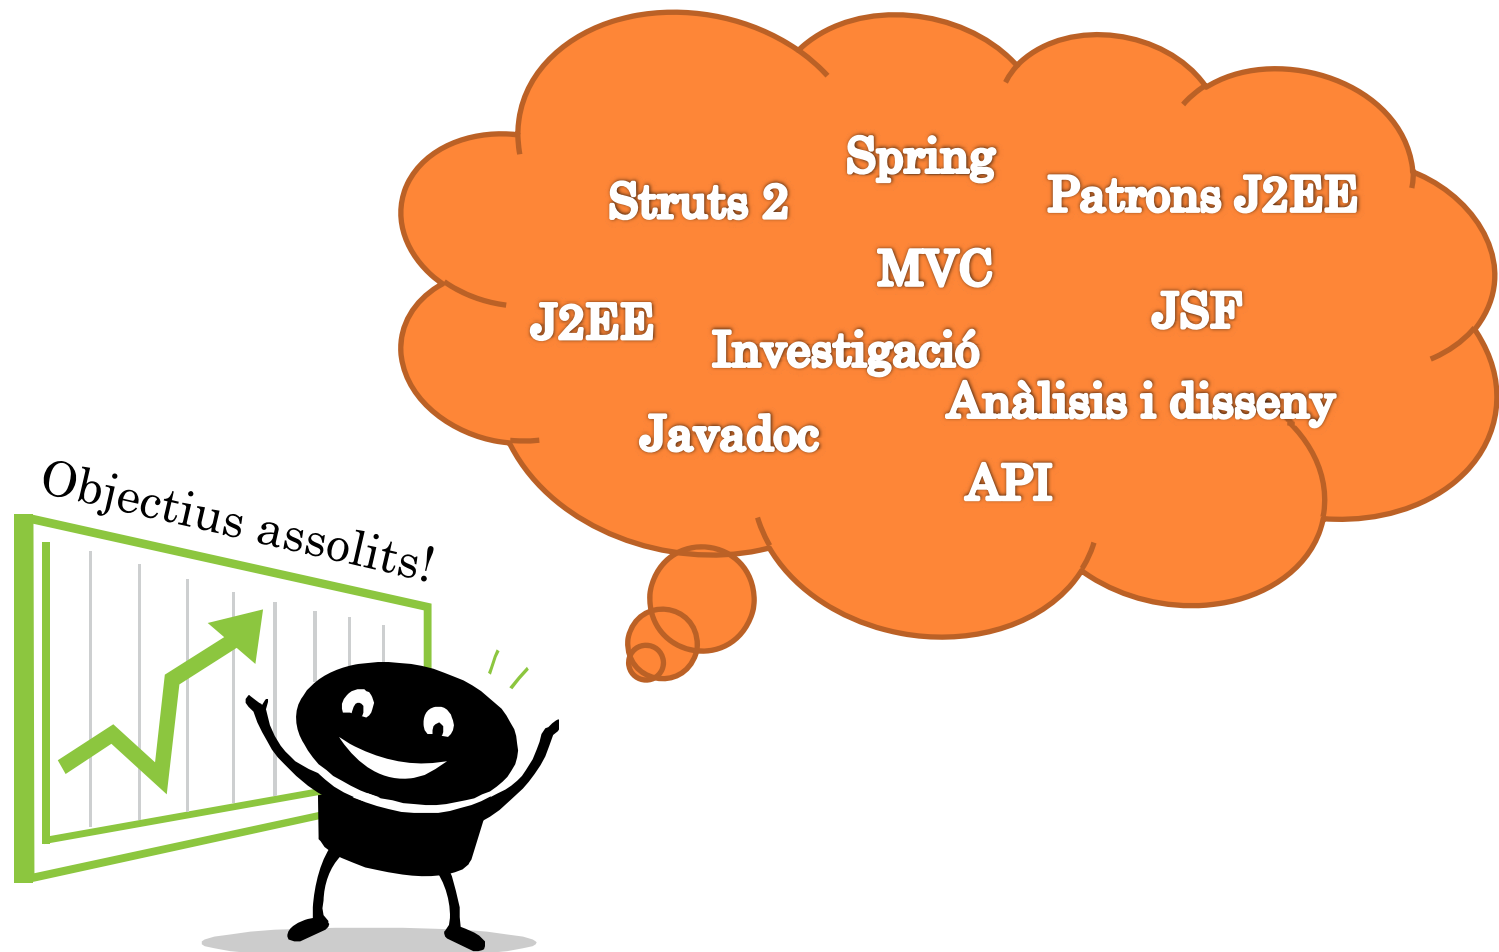 Spring
Struts 2
Patrons J2EE
MVC
J2EE
JSF
Investigació
Anàlisis i disseny
Javadoc
API
Objectius assolits!